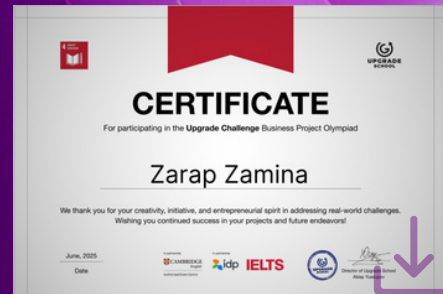 UPGRADE
SCHOOL
CERTIFICATE
For participating in the Upgrade Challenge Business Project Olympiad
Zarap Zamina
We thank you for your creativity, initiative, and entrepreneurial spirit in addressing real-world challenges.
Wishing you continued success in your projects and future endeavors!
June, 2025
Date
CAMBRIDGE
English
idp IELTS
UPGRADE
Director of Upgrade School